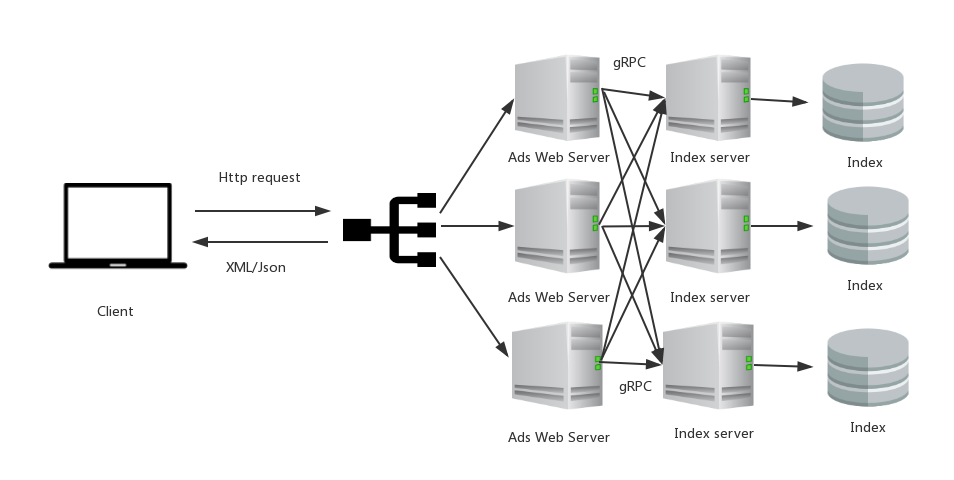 gRPC
Ads Web Server
Index server
Index
Http request
XML/Json
Client
Ads Web Server
Index server
Index
gRPC
Ads Web Server
Index server
Index